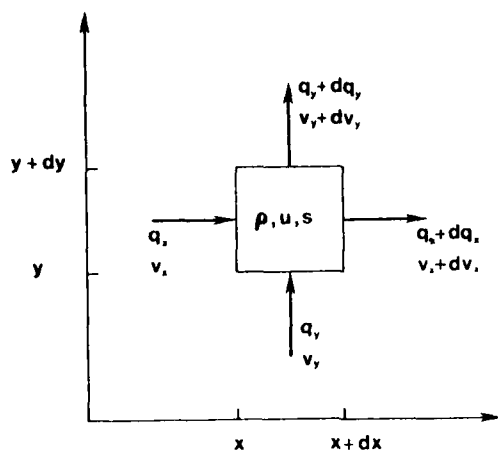 q_y + dq_y
v_y + dv_y
y + dy
ρ, u, s
q_x
v_x
q_x + dq_x
v_x + dv_x
y
q_y
v_y
x
x + dx